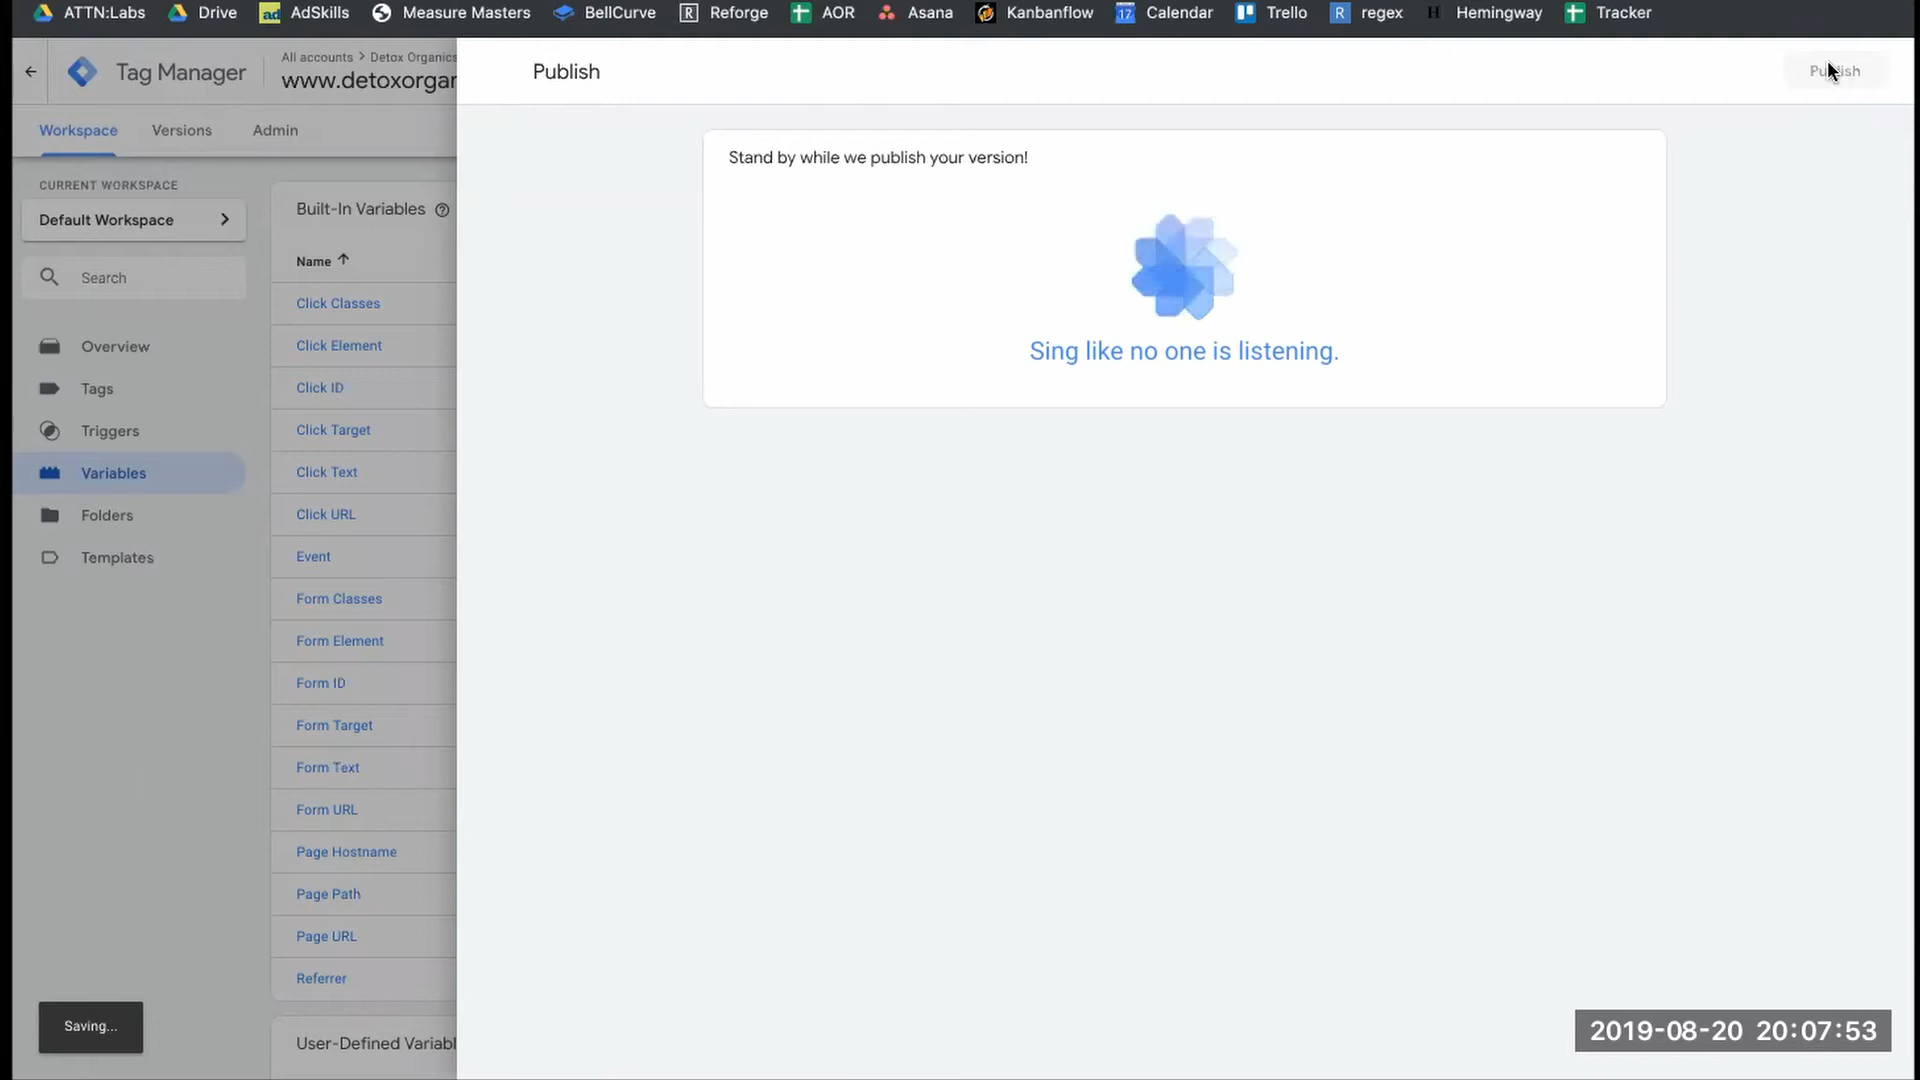 ATTN:Labs
Drive
AdSkills
Measure Masters
BellCurve
Reforge
AOR
Asana
Kanbanflow
Calendar
Trello
regex
Hemingway
Tracker
Tag Manager
All accounts > Detox Organics
www.detoxorgan
Publish
Publish
Workspace
Versions
Admin
CURRENT WORKSPACE
Default Workspace
Search
Overview
Tags
Triggers
Variables
Folders
Templates
Built-In Variables
Name
Click Classes
Click Element
Click ID
Click Target
Click Text
Click URL
Event
Form Classes
Form Element
Form ID
Form Target
Form Text
Form URL
Page Hostname
Page Path
Page URL
Referrer
User-Defined Variabl
Stand by while we publish your version!
Sing like no one is listening.
Saving...
2019-08-20 20:07:53